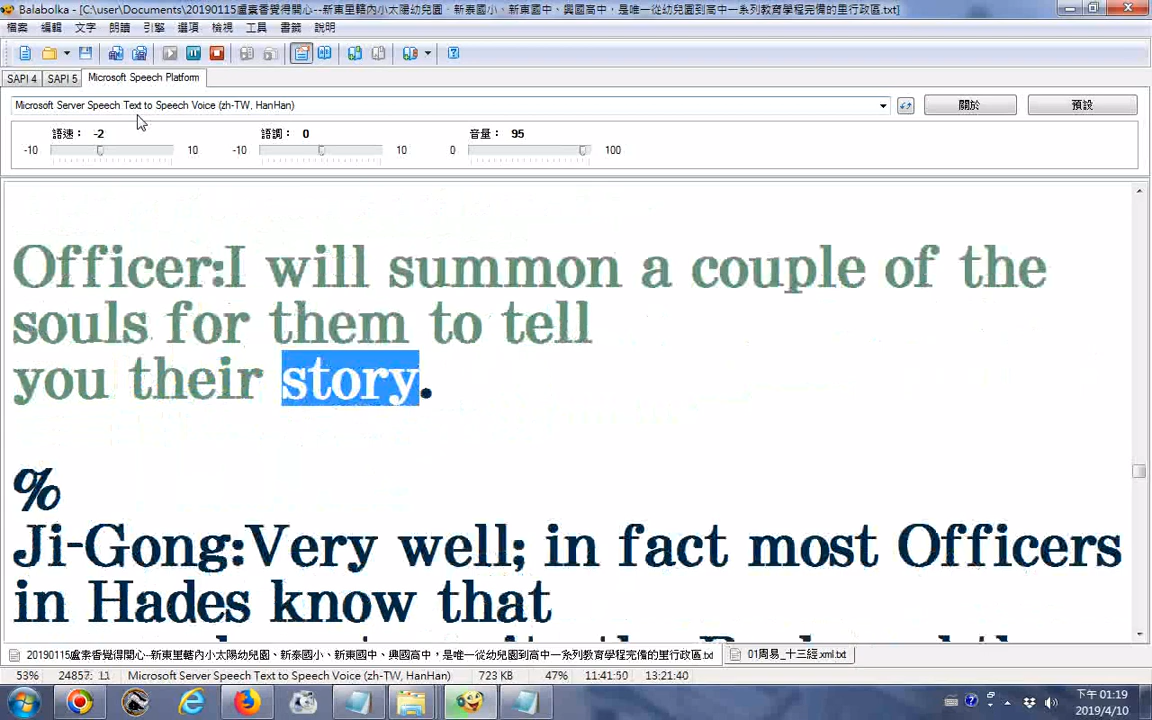 Balabolka - [C:\user\Documents\20190115盧素香覺得開心--新東里轄內小太陽幼兒園、新泰國小、新東國中、興國高中，是唯一從幼兒園到高中一系列教育學程完備的里行政區.txt]
檔案 編輯 文字 朗讀 引擎 選項 檢視 工具 書籤 說明
SAPI 4 SAPI 5 Microsoft Speech Platform
Microsoft Server Speech Text to Speech Voice (zh-TW, HanHan) 關於 預設
語速： -2 語調： 0 音量： 95
-10 10 -10 10 0 100
Officer:I will summon a couple of the
souls for them to tell
you their story.
%
Ji-Gong:Very well; in fact most Officers
in Hades know that
20190115盧素香覺得開心--新東里轄內小太陽幼兒園、新泰國小、新東國中、興國高中，是唯一從幼兒園到高中一系列教育學程完備的里行政區.txt 01周易_十三經.xml.txt
53% 24857: 11 Microsoft Server Speech Text to Speech Voice (zh-TW, HanHan) 723 KB 47% 11:41:50 13:21:40
下午 01:19
2019/4/10